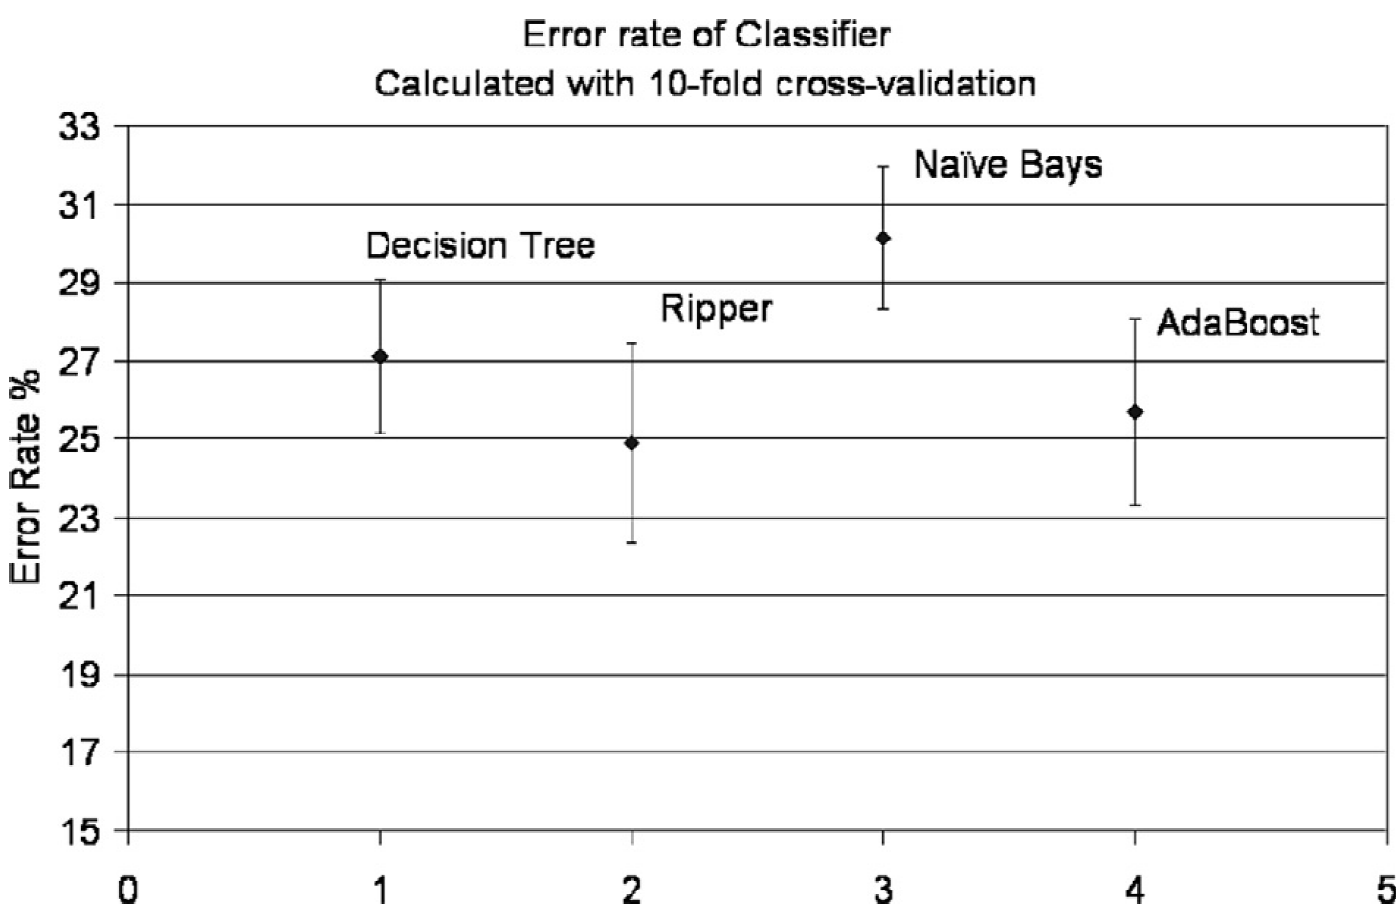 Error rate of Classifier
Calculated with 10-fold cross-validation
33
Naïve Bays
31
Decision Tree
29
Ripper
AdaBoost
27
Error Rate %
25
23
21
19
17
15
0 1 2 3 4 5